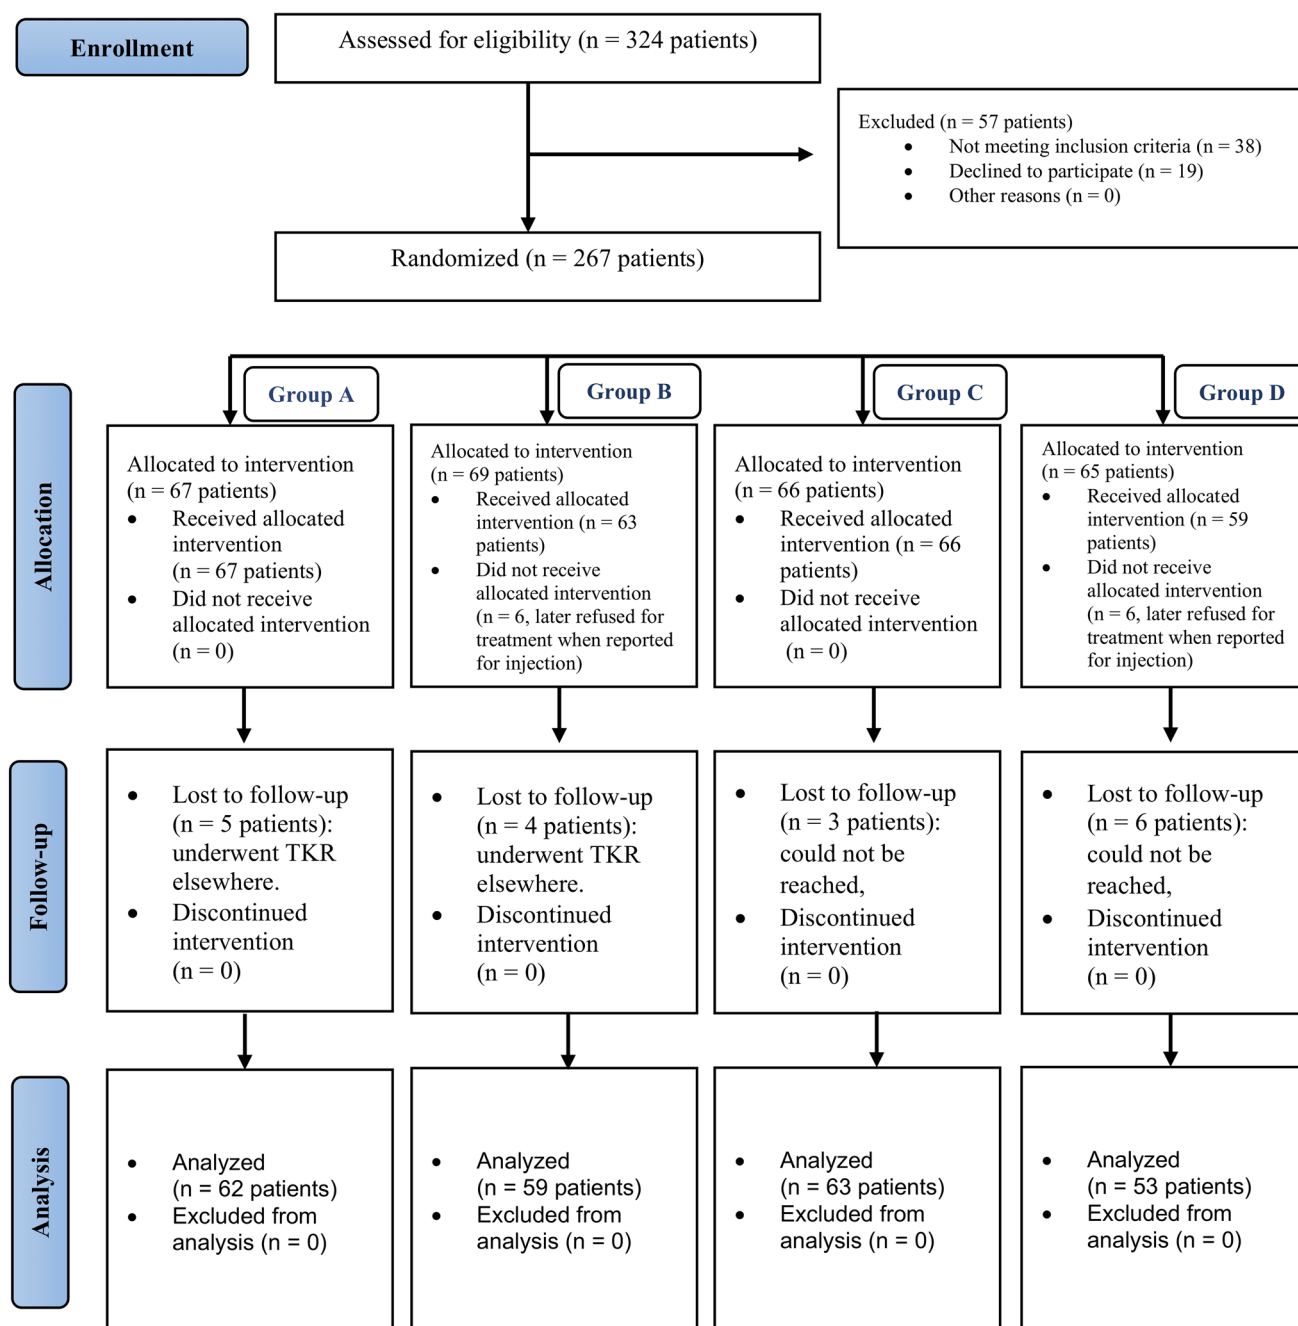 Enrollment
Assessed for eligibility (n = 324 patients)
Excluded (n = 57 patients)
• Not meeting inclusion criteria (n = 38)
• Declined to participate (n = 19)
• Other reasons (n = 0)
Randomized (n = 267 patients)
Allocation
Group A
Allocated to intervention
(n = 67 patients)
• Received allocated
intervention
(n = 67 patients)
• Did not receive
allocated intervention
(n = 0)
Group B
Allocated to intervention
(n = 69 patients)
• Received allocated
intervention (n = 63
patients)
• Did not receive
allocated intervention
(n = 6, later refused for
treatment when reported
for injection)
Group C
Allocated to intervention
(n = 66 patients)
• Received allocated
intervention (n = 66
patients)
• Did not receive
allocated intervention
(n = 0)
Group D
Allocated to intervention
(n = 65 patients)
• Received allocated
intervention (n = 59
patients)
• Did not receive
allocated intervention
(n = 6, later refused for
treatment when reported
for injection)
Follow-up
• Lost to follow-up
(n = 5 patients):
underwent TKR
elsewhere.
• Discontinued
intervention
(n = 0)
• Lost to follow-up
(n = 4 patients):
underwent TKR
elsewhere.
• Discontinued
intervention
(n = 0)
• Lost to follow-up
(n = 3 patients):
could not be
reached,
• Discontinued
intervention
(n = 0)
• Lost to follow-up
(n = 6 patients):
could not be
reached,
• Discontinued
intervention
(n = 0)
Analysis
• Analyzed
(n = 62 patients)
• Excluded from
analysis (n = 0)
• Analyzed
(n = 59 patients)
• Excluded from
analysis (n = 0)
• Analyzed
(n = 63 patients)
• Excluded from
analysis (n = 0)
• Analyzed
(n = 53 patients)
• Excluded from
analysis (n = 0)